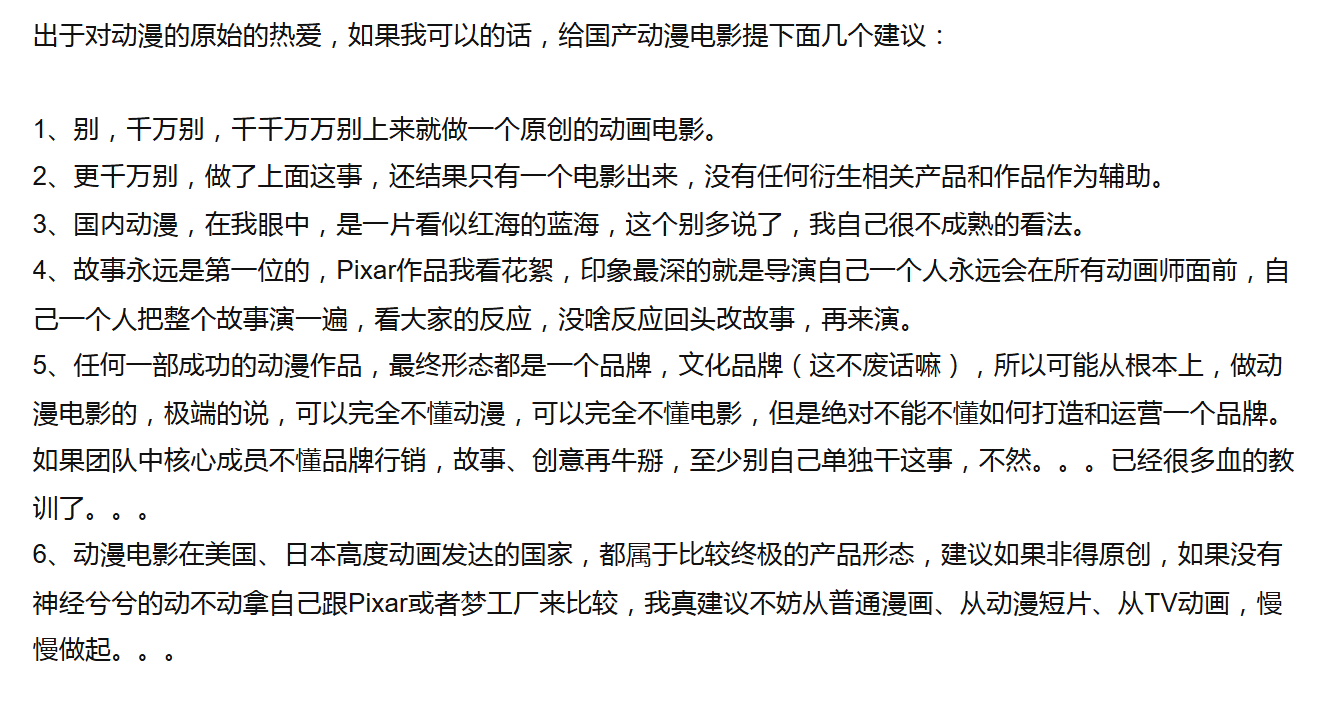 出于对动漫的原始的热爱，如果我可以的话，给国产动漫电影提下面几个建议：
1、别，千万别，千千万万别上来就做一个原创的动画电影。
2、更千万别，做了上面这事，还结果只有一个电影出来，没有任何衍生相关产品和作品作为辅助。
3、国内动漫，在我眼中，是一片看似红海的蓝海，这个别多说了，我自己很不成熟的看法。
4、故事永远是第一位的，Pixar作品我看花絮，印象最深的就是导演自己一个人永远会在所有动画师面前，自
己一个人把整个故事演一遍，看大家的反应，没啥反应回头改故事，再来演。
5、任何一部成功的动漫作品，最终形态都是一个品牌，文化品牌（这不废话嘛），所以可能从根本上，做动
漫电影的，极端的说，可以完全不懂动漫，可以完全不懂电影，但是绝对不能不懂如何打造和运营一个品牌。
如果团队中核心成员不懂品牌行销，故事、创意再牛掰，至少别自己单独干这事，不然。。。已经很多血的教
训了。。。
6、动漫电影在美国、日本高度动画发达的国家，都属于比较终极的产品形态，建议如果非得原创，如果没有
神经兮兮的动不动拿自己跟Pixar或者梦工厂来比较，我真建议不妨从普通漫画、从动漫短片、从TV动画，慢
慢做起。。。